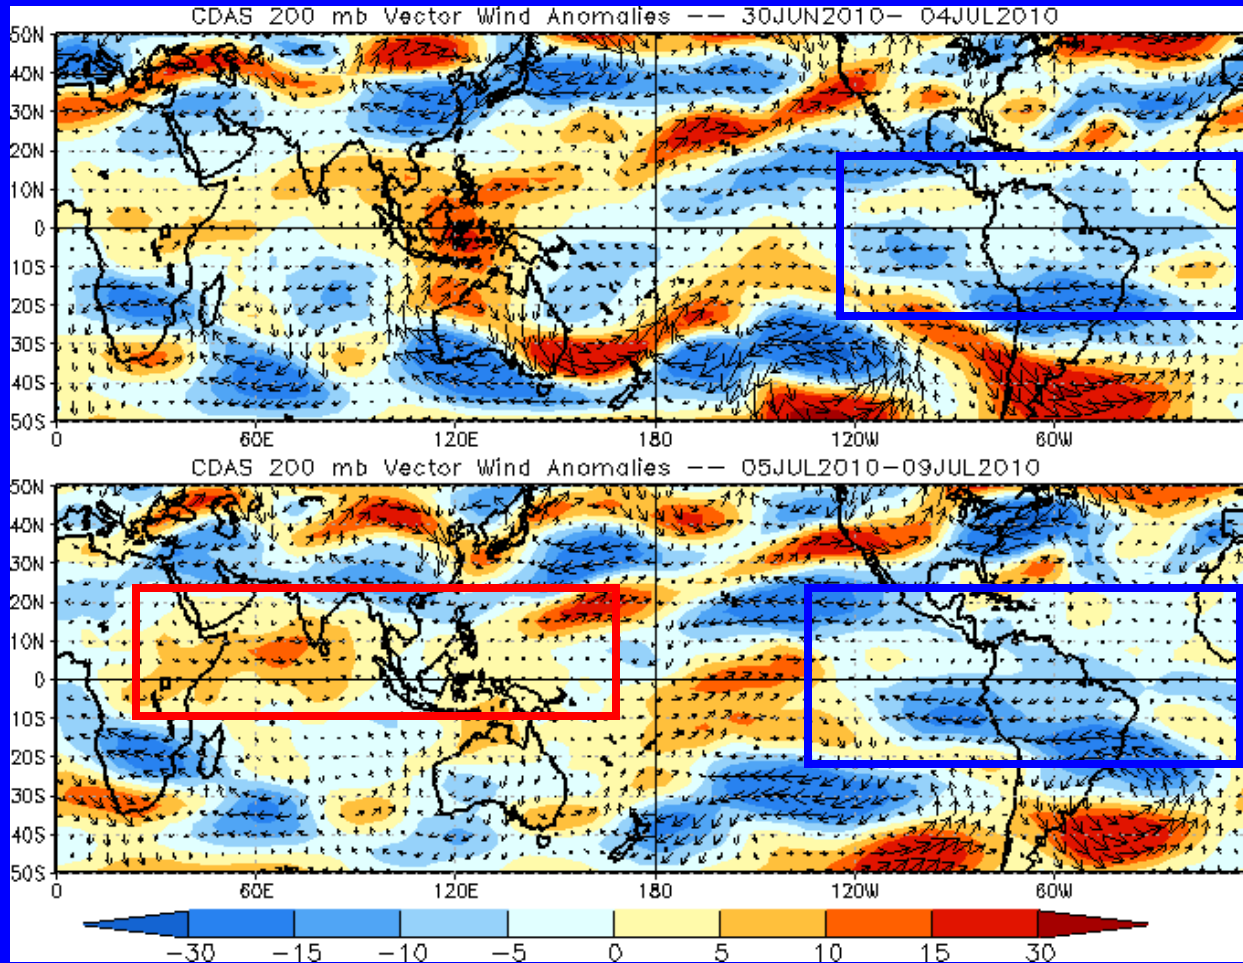 CDAS 200 mb Vector Wind Anomalies -- 30JUN2010- 04JUL2010
50N
40N
30N
20N
10N
0
10S
20S
30S
40S
50S
0 60E 120E 180 120W 60W
CDAS 200 mb Vector Wind Anomalies -- 05JUL2010-09JUL2010
50N
40N
30N
20N
10N
0
10S
20S
30S
40S
50S
0 60E 120E 180 120W 60W
-30 -15 -10 -5 0 5 10 15 30